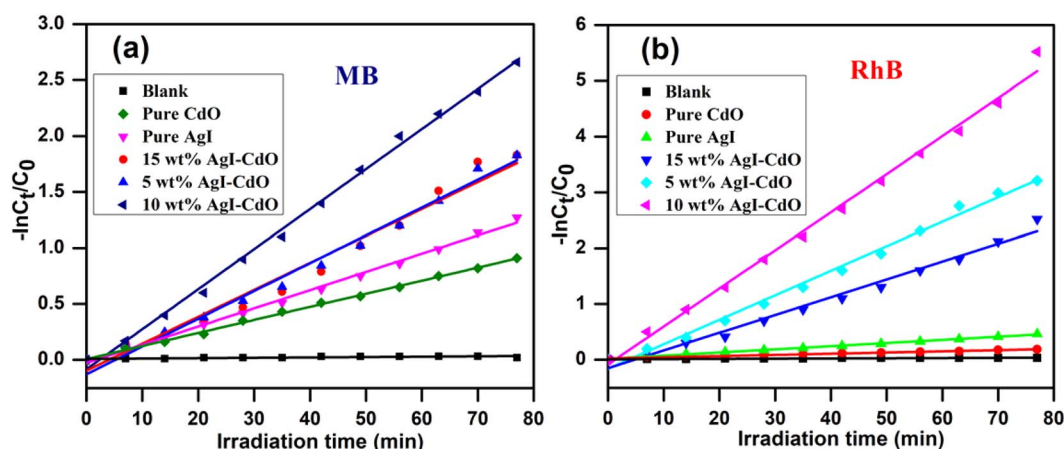 (a)
MB
Blank
Pure CdO
Pure AgI
15 wt% AgI-CdO
5 wt% AgI-CdO
10 wt% AgI-CdO
-lnCt/C0
3.0
2.5
2.0
1.5
1.0
0.5
0.0
0 10 20 30 40 50 60 70 80
Irradiation time (min)
(b)
RhB
Blank
Pure CdO
Pure AgI
15 wt% AgI-CdO
5 wt% AgI-CdO
10 wt% AgI-CdO
-lnCt/C0
6
5
4
3
2
1
0
0 10 20 30 40 50 60 70 80
Irradiation time (min)